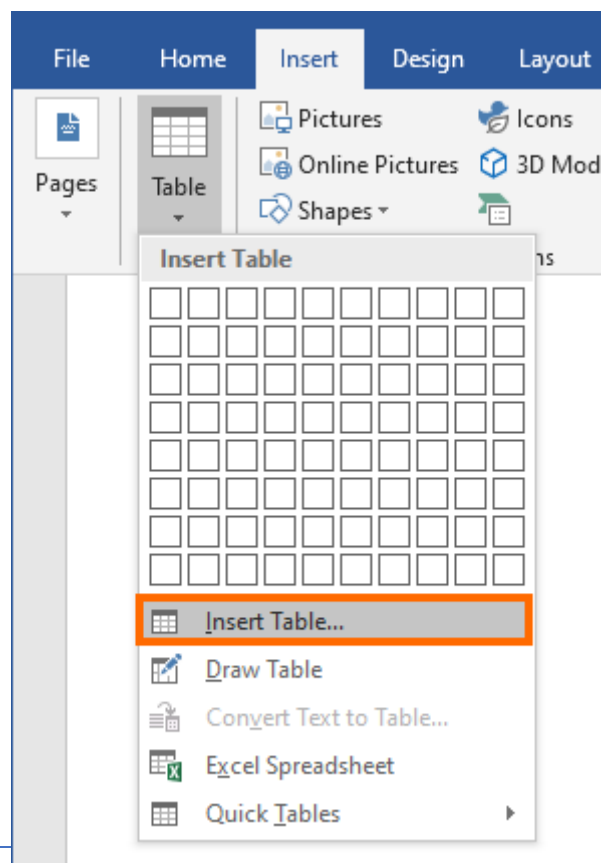 File Home Insert Design Layout
Pictures Icons
Online Pictures 3D Mod
Pages Table Shapes
Insert Table ns
Insert Table...
Draw Table
Convert Text to Table...
Excel Spreadsheet
Quick Tables